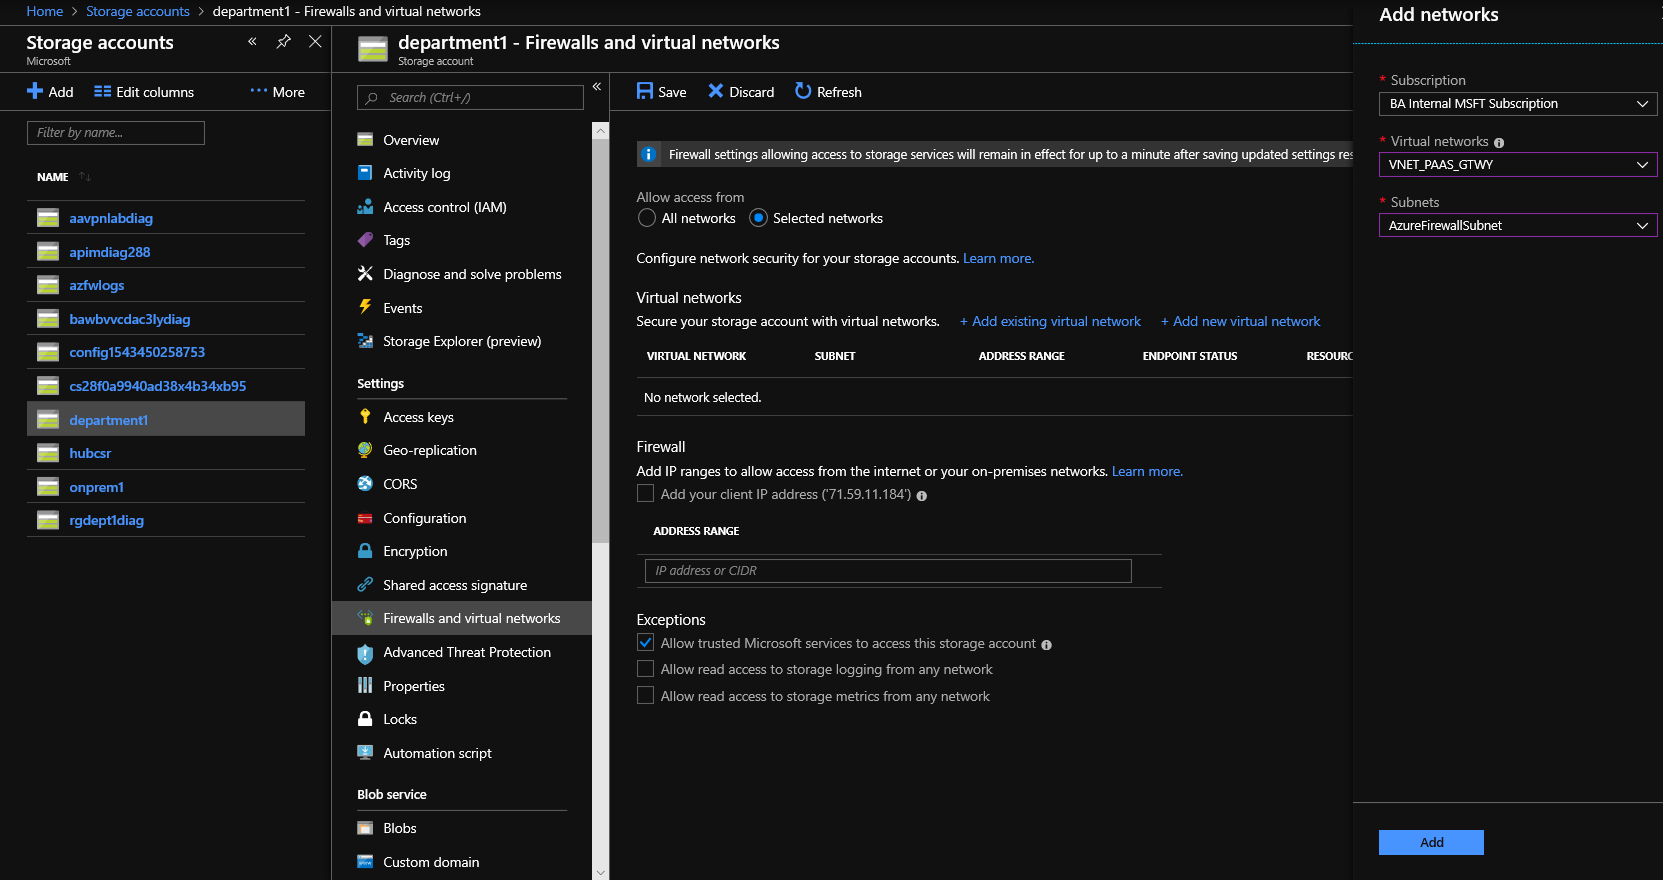 Home > Storage accounts > department1 - Firewalls and virtual networks
Storage accounts
Microsoft
Add
Edit columns
More
Filter by name...
NAME
aavpnlabdiag
apimdiag288
azfwlogs
bawbvvcdac3lydiag
config1543450258753
cs28f0a9940ad38x4b34xb95
department1
hubcsr
onprem1
rgdept1diag
department1 - Firewalls and virtual networks
Storage account
Search (Ctrl+/)
Overview
Activity log
Access control (IAM)
Tags
Diagnose and solve problems
Events
Storage Explorer (preview)
Settings
Access keys
Geo-replication
CORS
Configuration
Encryption
Shared access signature
Firewalls and virtual networks
Advanced Threat Protection
Properties
Locks
Automation script
Blob service
Blobs
Custom domain
Save
Discard
Refresh
Firewall settings allowing access to storage services will remain in effect for up to a minute after saving updated settings res
Allow access from
All networks
Selected networks
Configure network security for your storage accounts. Learn more.
Virtual networks
Secure your storage account with virtual networks. + Add existing virtual network + Add new virtual network
VIRTUAL NETWORK SUBNET ADDRESS RANGE ENDPOINT STATUS RESOURC
No network selected.
Firewall
Add IP ranges to allow access from the internet or your on-premises networks. Learn more.
Add your client IP address ('71.59.11.184')
ADDRESS RANGE
IP address or CIDR
Exceptions
Allow trusted Microsoft services to access this storage account
Allow read access to storage logging from any network
Allow read access to storage metrics from any network
Add networks
* Subscription
BA Internal MSFT Subscription
* Virtual networks
VNET_PAAS_GTWY
* Subnets
AzureFirewallSubnet
Add